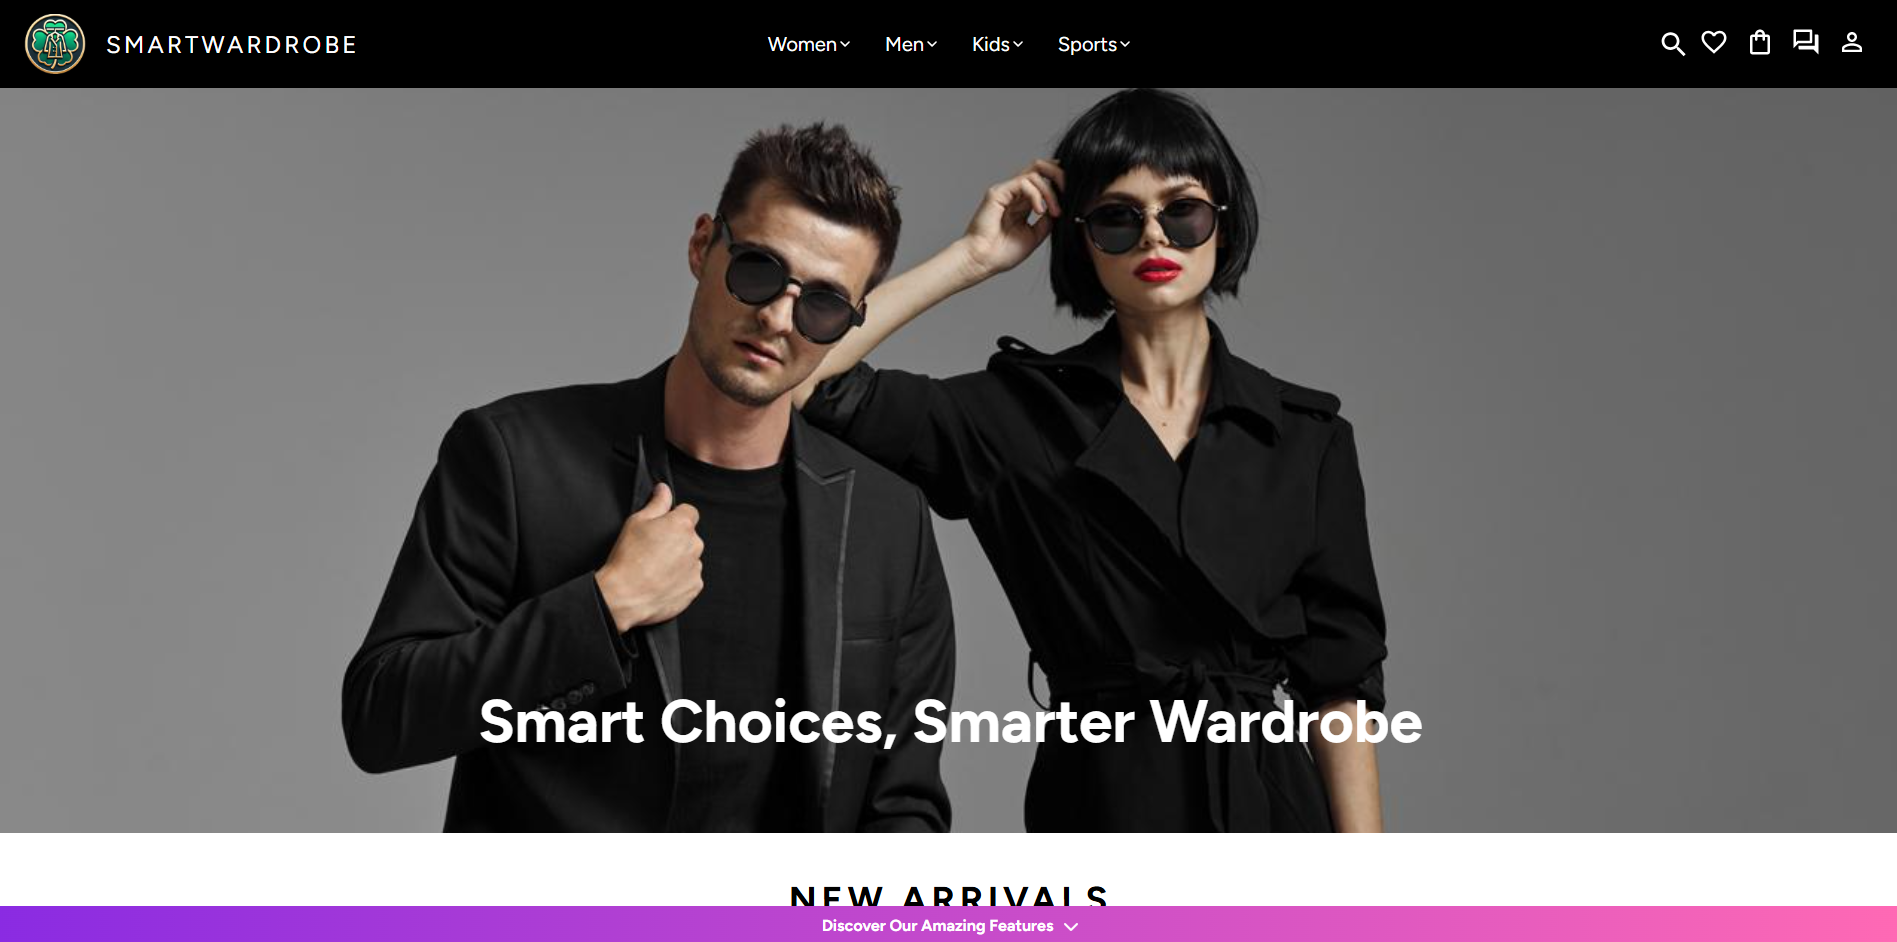 SMARTWARDROBE
Women Men Kids Sports
Smart Choices, Smarter Wardrobe
NEW ARRIVALS
Discover Our Amazing Features